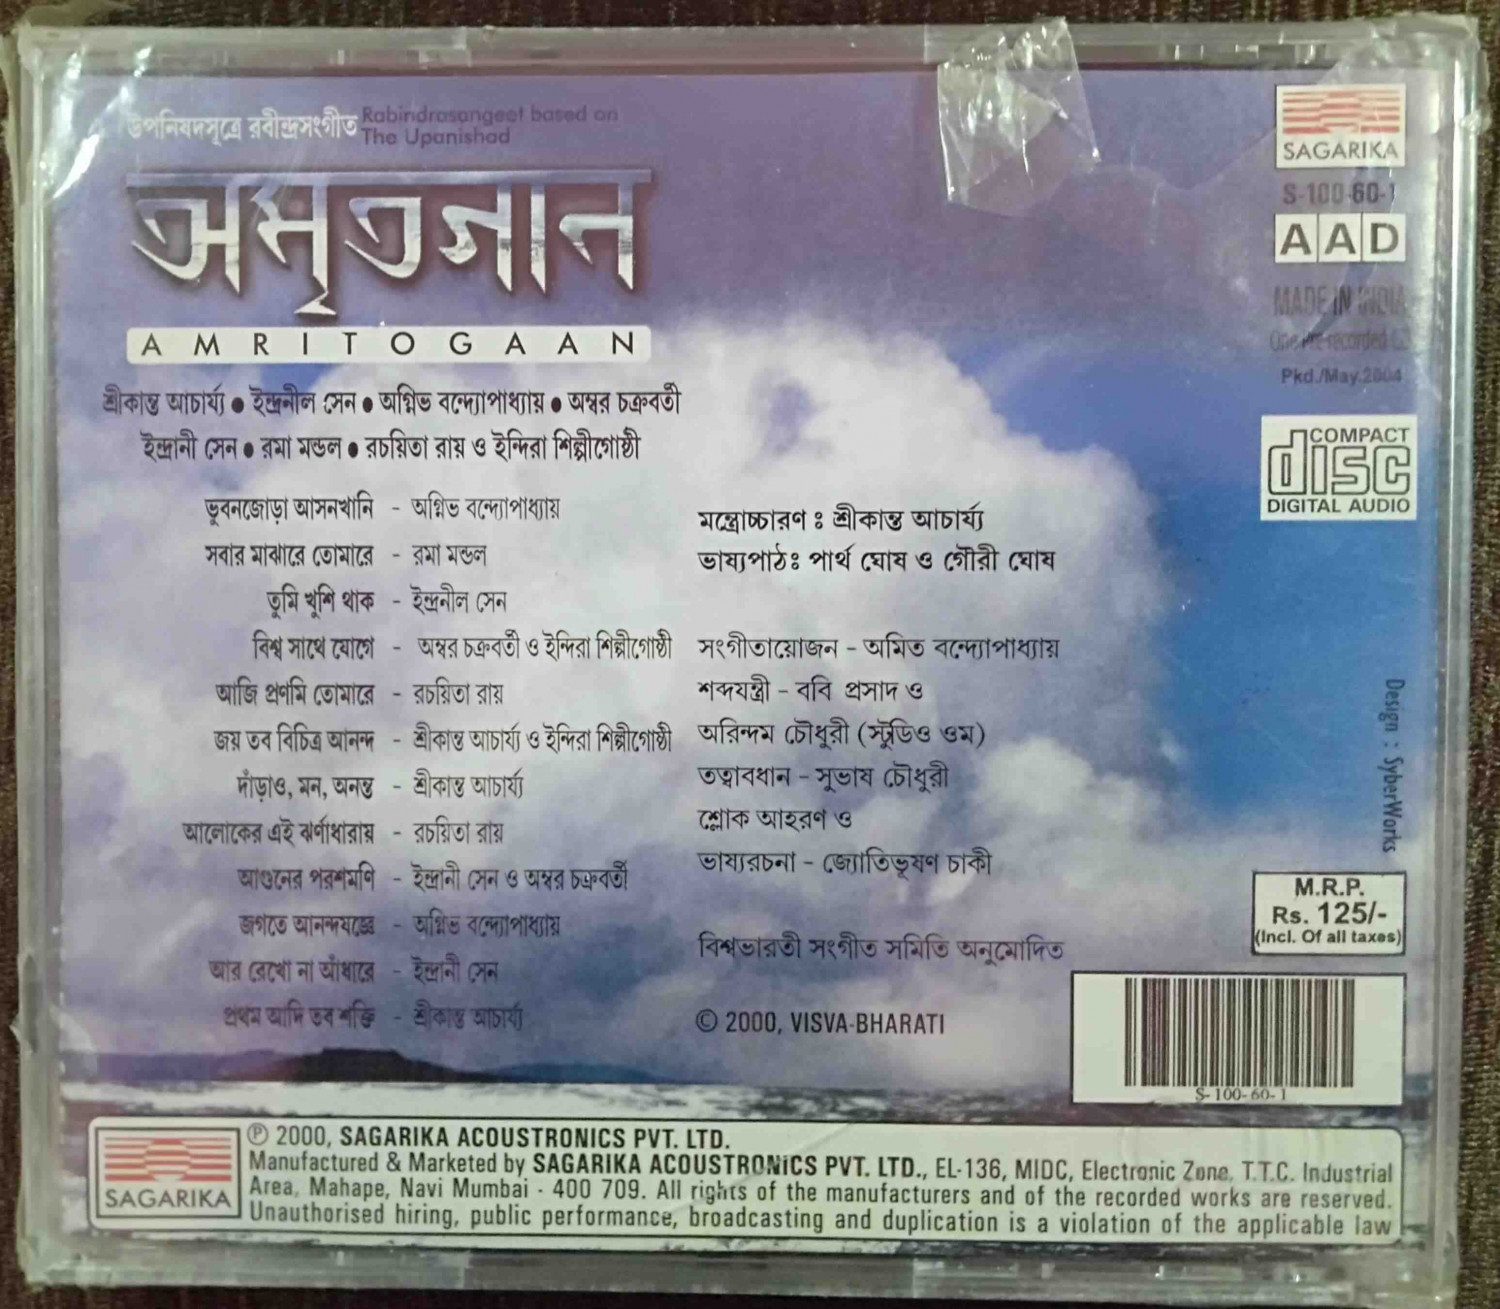 উপনিষদসূত্রে রবীন্দ্রসংগীত
Rabindrasangeet based on
The Upanishad
অমৃতগান
AMRITOGAAN
শ্রীকান্ত আচার্য্য ● ইন্দ্রনীল সেন ● অগ্নিভ বন্দ্যোপাধ্যায় ● অম্বর চক্রবর্তী
ইন্দ্রানী সেন ● রমা মন্ডল ● রচয়িতা রায় ও ইন্দিরা শিল্পীগোষ্ঠী
ভুবনজোড়া আসনখানি - অগ্নিভ বন্দ্যোপাধ্যায়
সবার মাঝারে তোমারে - রমা মন্ডল
তুমি খুশি থাক - ইন্দ্রনীল সেন
বিশ্ব সাথে যোগে - অম্বর চক্রবর্তী ও ইন্দিরা শিল্পীগোষ্ঠী
আজি প্রণমি তোমারে - রচয়িতা রায়
জয় তব বিচিত্র আনন্দ - শ্রীকান্ত আচার্য্য ও ইন্দিরা শিল্পীগোষ্ঠী
দাঁড়াও, মন, অনন্ত - শ্রীকান্ত আচার্য্য
আলোকের এই ঝর্ণাধারায় - রচয়িতা রায়
আগুনের পরশমণি - ইন্দ্রানী সেন ও অম্বর চক্রবর্তী
জগতে আনন্দযজ্ঞে - অগ্নিভ বন্দ্যোপাধ্যায়
আর রেখো না আঁধারে - ইন্দ্রানী সেন
প্রথম আদি তব শক্তি - শ্রীকান্ত আচার্য্য
মন্ত্রোচ্চারণ ঃ শ্রীকান্ত আচার্য্য
ভাষ্যপাঠঃ পার্থ ঘোষ ও গৌরী ঘোষ
সংগীতায়োজন - অমিত বন্দ্যোপাধ্যায়
শব্দযন্ত্রী - ববি প্রসাদ ও
অরিন্দম চৌধুরী (স্টুডিও ওম)
তত্বাবধান - সুভাষ চৌধুরী
শ্লোক আহরণ ও
ভাষ্যরচনা - জ্যোতিভূষণ চাকী
বিশ্বভারতী সংগীত সমিতি অনুমোদিত
© 2000, VISVA-BHARATI
SAGARIKA
S-100-60-1
AAD
MADE IN INDIA
One Pre-recorded CD
Pkd./May.2004
COMPACT
disc
DIGITAL AUDIO
Design : SyberWorks
M.R.P.
Rs. 125/-
(Incl. Of all taxes)
S-100-60-1
SAGARIKA
℗ 2000, SAGARIKA ACOUSTRONICS PVT. LTD.
Manufactured & Marketed by SAGARIKA ACOUSTRONICS PVT. LTD., EL-136, MIDC, Electronic Zone, T.T.C. Industrial
Area, Mahape, Navi Mumbai - 400 709. All rights of the manufacturers and of the recorded works are reserved.
Unauthorised hiring, public performance, broadcasting and duplication is a violation of the applicable law